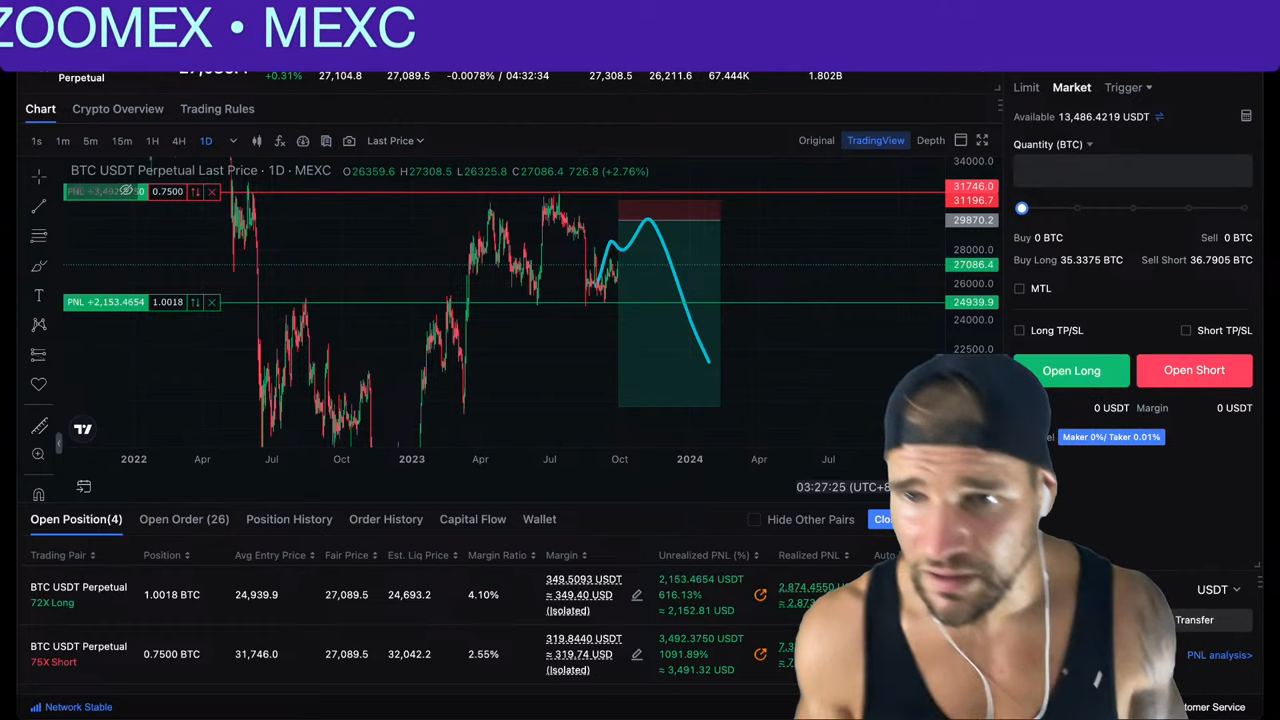 ZOOMEX • MEXC
Perpetual
+0.31% 27,104.8 27,089.5 -0.0078% / 04:32:34 27,308.5 26,211.6 67.444K 1.802B
Chart Crypto Overview Trading Rules
1s 1m 5m 15m 1H 4H 1D Last Price Original TradingView Depth
BTC USDT Perpetual Last Price · 1D · MEXC O26359.6 H27308.5 L26325.8 C27086.4 726.8 (+2.76%)
0.7500
PNL +2,153.4654 1.0018
34000.0
31746.0
31196.7
29870.2
28000.0
27086.4
26000.0
24939.9
24000.0
22500.0
2022 Apr Jul Oct 2023 Apr Jul Oct 2024 Apr Jul
03:27:25 (UTC+8
Limit Market Trigger
Available 13,486.4219 USDT
Quantity (BTC)
Buy 0 BTC Sell 0 BTC
Buy Long 35.3375 BTC Sell Short 36.7905 BTC
MTL
Long TP/SL Short TP/SL
Open Long Open Short
0 USDT Margin 0 USDT
Maker 0%/ Taker 0.01%
Open Position(4) Open Order (26) Position History Order History Capital Flow Wallet Hide Other Pairs
Trading Pair Position Avg Entry Price Fair Price Est. Liq Price Margin Ratio Margin Unrealized PNL (%) Realized PNL
BTC USDT Perpetual
72X Long
1.0018 BTC 24,939.9 27,089.5 24,693.2 4.10%
349.5093 USDT
≈ 349.40 USD
(Isolated)
2,153.4654 USDT
616.13%
≈ 2,152.81 USD
2,874.4550
BTC USDT Perpetual
75X Short
0.7500 BTC 31,746.0 27,089.5 32,042.2 2.55%
319.8440 USDT
≈ 319.74 USD
(Isolated)
3,492.3750 USDT
1091.89%
≈ 3,491.32 USD
USDT
Transfer
PNL analysis>
Network Stable